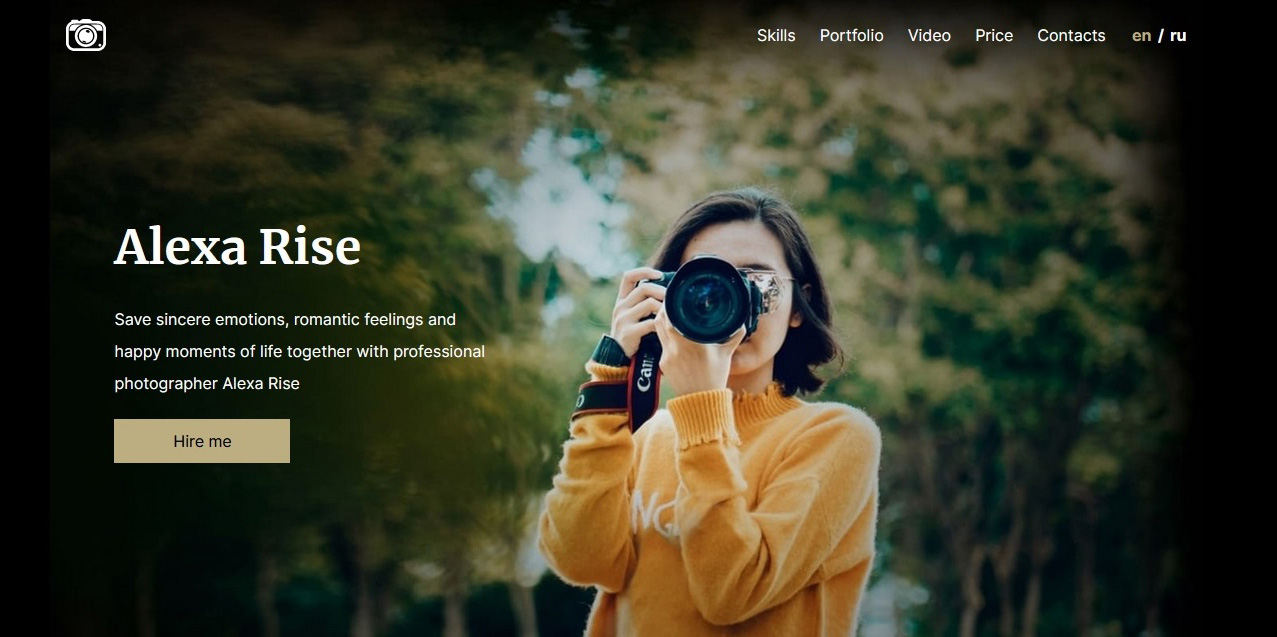 Skills Portfolio Video Price Contacts en / ru
Alexa Rise
Save sincere emotions, romantic feelings and
happy moments of life together with professional
photographer Alexa Rise
Hire me